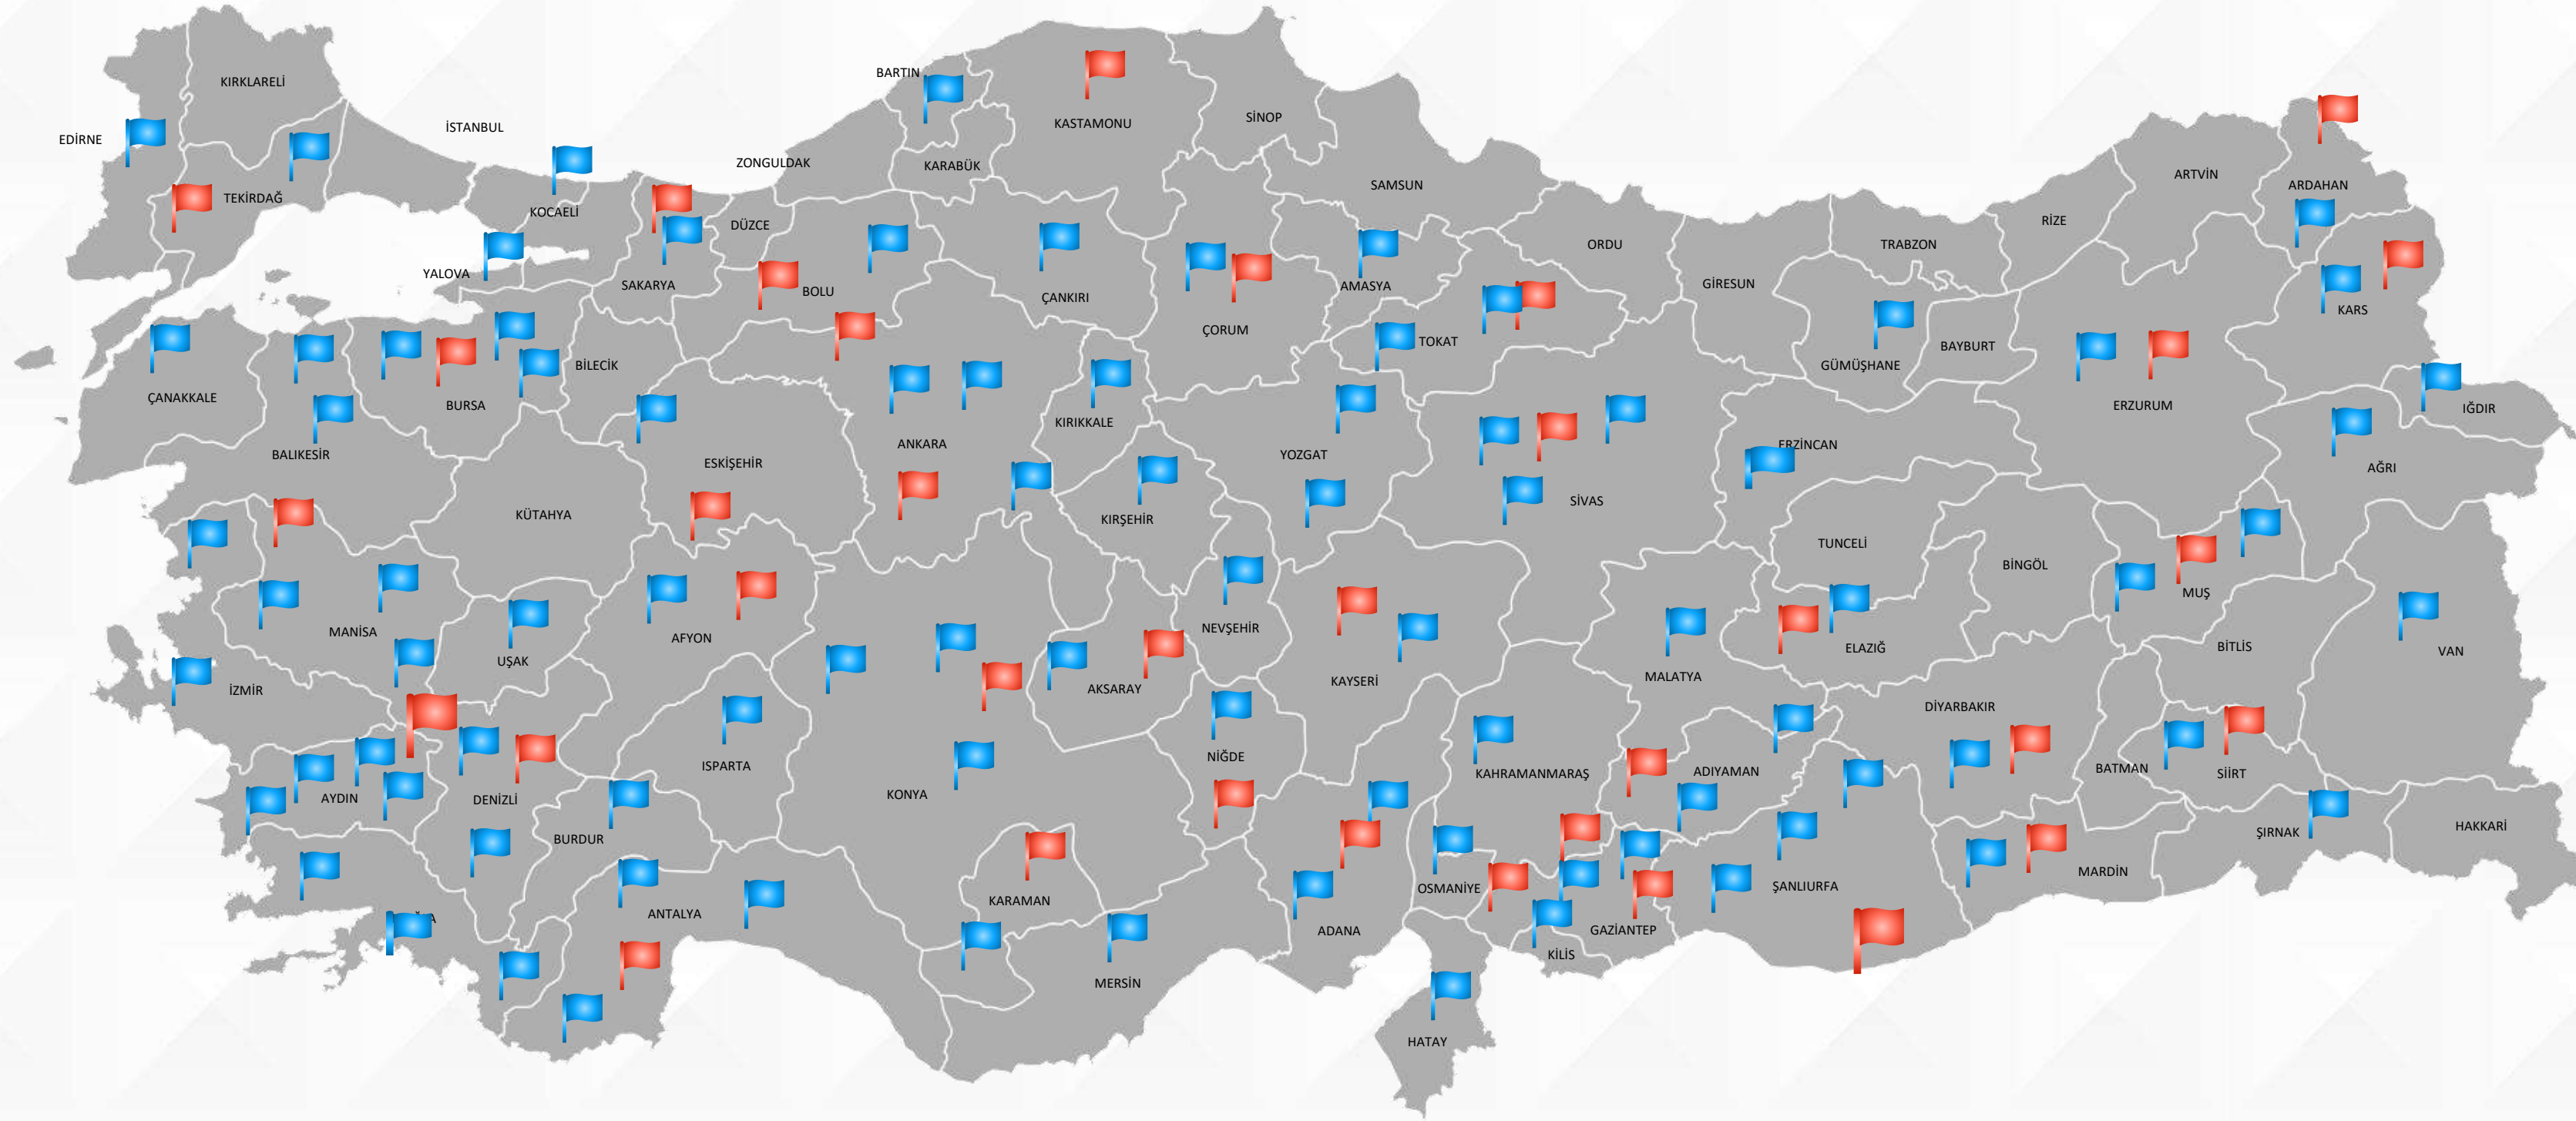 KIRKLARELİ
EDİRNE
TEKİRDAĞ
İSTANBUL
KOCAELİ
YALOVA
SAKARYA
DÜZCE
ZONGULDAK
BARTIN
KARABÜK
KASTAMONU
SİNOP
SAMSUN
BOLU
ÇANKIRI
ÇORUM
AMASYA
TOKAT
ORDU
GİRESUN
TRABZON
GÜMÜŞHANE
BAYBURT
RİZE
ARTVİN
ARDAHAN
KARS
IĞDIR
AĞRI
ERZURUM
ERZİNCAN
ÇANAKKALE
BALIKESİR
BURSA
BİLECİK
ESKİŞEHİR
KÜTAHYA
ANKARA
KIRIKKALE
KIRŞEHİR
YOZGAT
SİVAS
TUNCELİ
BİNGÖL
MUŞ
BİTLİS
VAN
MANİSA
UŞAK
AFYON
İZMİR
AYDIN
DENİZLİ
BURDUR
ISPARTA
KONYA
AKSARAY
NEVŞEHİR
NİĞDE
KAYSERİ
MALATYA
ELAZIĞ
DİYARBAKIR
BATMAN
SİİRT
ŞIRNAK
HAKKARİ
MARDİN
ŞANLIURFA
ADIYAMAN
KAHRAMANMARAŞ
OSMANİYE
GAZİANTEP
KİLİS
HATAY
ADANA
MERSİN
KARAMAN
ANTALYA